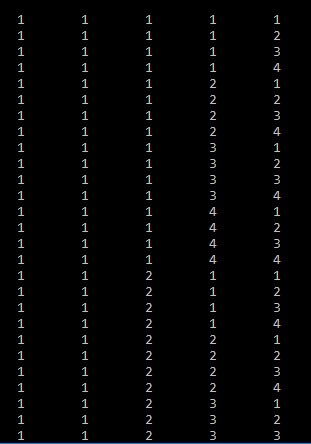 1 1 1 1 1
1 1 1 1 2
1 1 1 1 3
1 1 1 1 4
1 1 1 2 1
1 1 1 2 2
1 1 1 2 3
1 1 1 2 4
1 1 1 3 1
1 1 1 3 2
1 1 1 3 3
1 1 1 3 4
1 1 1 4 1
1 1 1 4 2
1 1 1 4 3
1 1 1 4 4
1 1 2 1 1
1 1 2 1 2
1 1 2 1 3
1 1 2 1 4
1 1 2 2 1
1 1 2 2 2
1 1 2 2 3
1 1 2 2 4
1 1 2 3 1
1 1 2 3 2
1 1 2 3 3